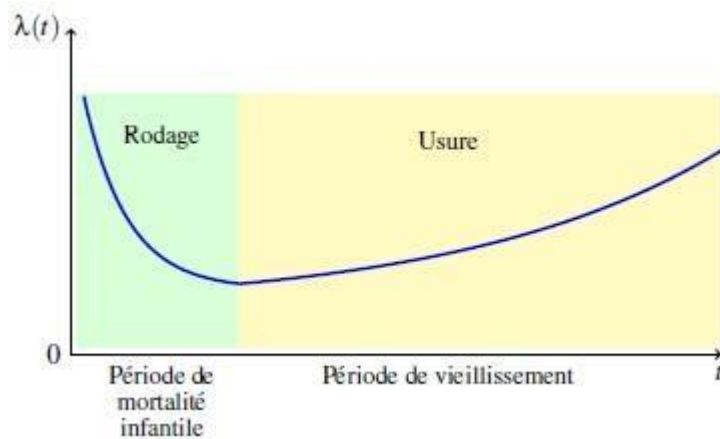 λ(t)
Rodage
Usure
0
t
Période de
mortalité
infantile
Période de vieillissement